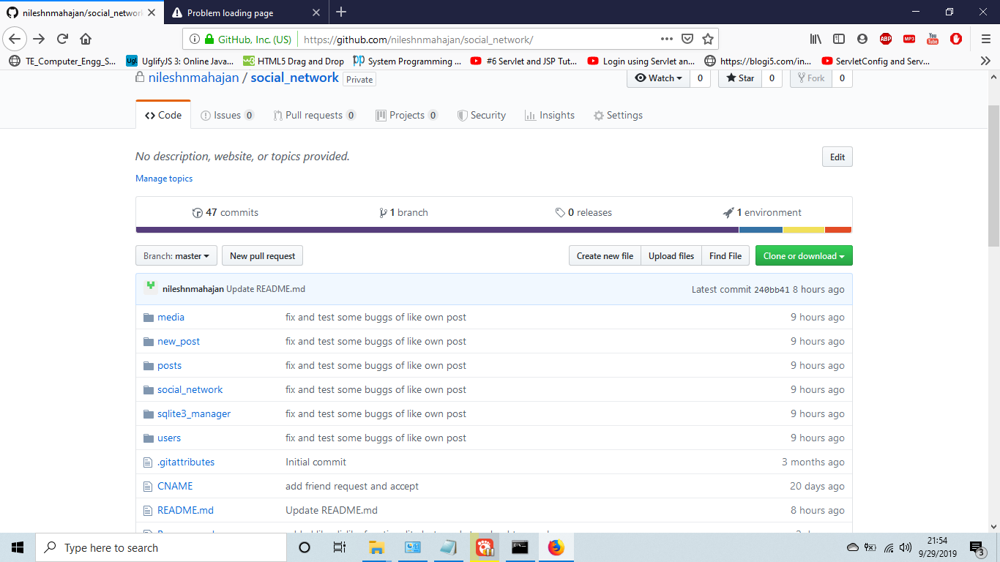 nileshnmahajan/social_networ
Problem loading page
GitHub, Inc. (US) https://github.com/nileshnmahajan/social_network/
TE_Computer_Engg_S... UglifyJS 3: Online Java... HTML5 Drag and Drop System Programming ... #6 Servlet and JSP Tut... Login using Servlet an... https://blogi5.com/in... ServletConfig and Serv...
nileshnmahajan / social_network Private Watch 0 Star 0 Fork 0
Code Issues 0 Pull requests 0 Projects 0 Security Insights Settings
No description, website, or topics provided. Edit
Manage topics
47 commits 1 branch 0 releases 1 environment
Branch: master New pull request Create new file Upload files Find File Clone or download
nileshnmahajan Update README.md Latest commit 240bb41 8 hours ago
media fix and test some buggs of like own post 9 hours ago
new_post fix and test some buggs of like own post 9 hours ago
posts fix and test some buggs of like own post 9 hours ago
social_network fix and test some buggs of like own post 9 hours ago
sqlite3_manager fix and test some buggs of like own post 9 hours ago
users fix and test some buggs of like own post 9 hours ago
.gitattributes Initial commit 3 months ago
CNAME add friend request and accept 20 days ago
README.md Update README.md 8 hours ago
Type here to search 21:54
9/29/2019 3